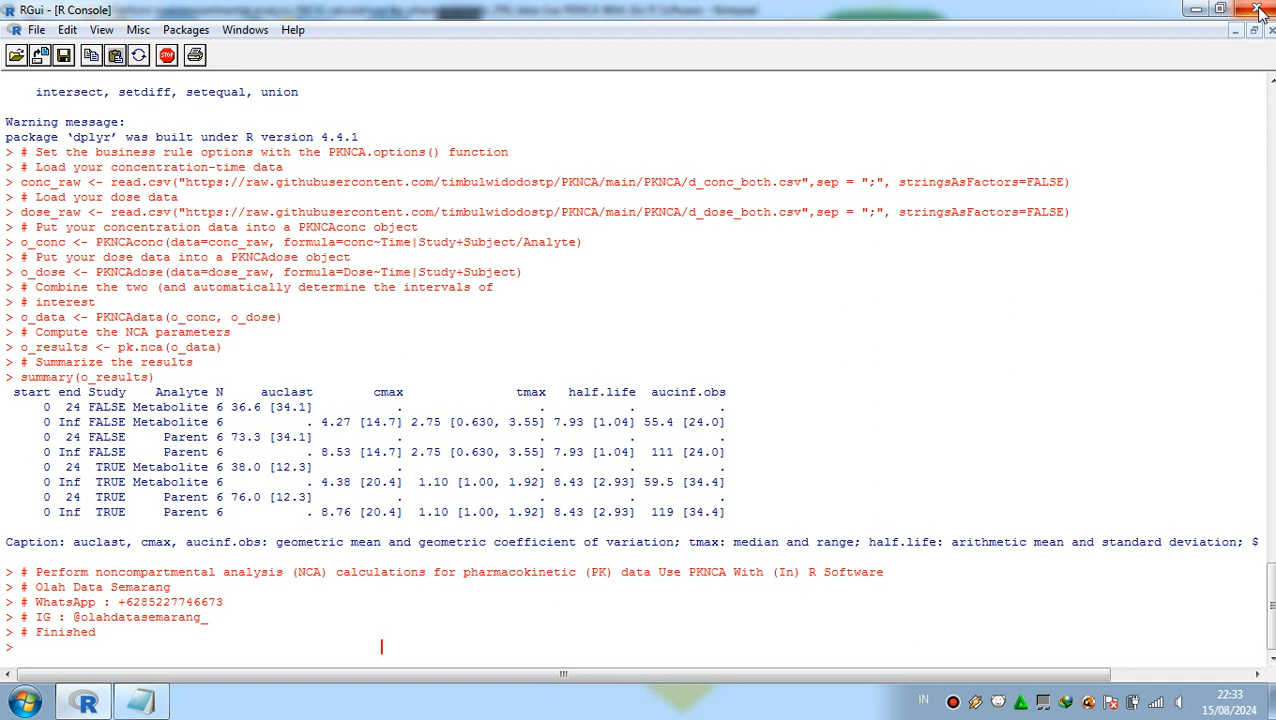 RGui - [R Console]
File Edit View Misc Packages Windows Help
STOP
intersect, setdiff, setequal, union
Warning message:
package ‘dplyr’ was built under R version 4.4.1
> # Set the business rule options with the PKNCA.options() function
> # Load your concentration-time data
> conc_raw <- read.csv("https://raw.githubusercontent.com/timbulwidodostp/PKNCA/main/PKNCA/d_conc_both.csv",sep = ";", stringsAsFactors=FALSE)
> # Load your dose data
> dose_raw <- read.csv("https://raw.githubusercontent.com/timbulwidodostp/PKNCA/main/PKNCA/d_dose_both.csv",sep = ";", stringsAsFactors=FALSE)
> # Put your concentration data into a PKNCAconc object
> o_conc <- PKNCAconc(data=conc_raw, formula=conc~Time|Study+Subject/Analyte)
> # Put your dose data into a PKNCAdose object
> o_dose <- PKNCAdose(data=dose_raw, formula=Dose~Time|Study+Subject)
> # Combine the two (and automatically determine the intervals of
> # interest
> o_data <- PKNCAdata(o_conc, o_dose)
> # Compute the NCA parameters
> o_results <- pk.nca(o_data)
> # Summarize the results
> summary(o_results)
start end Study Analyte N auclast cmax tmax half.life aucinf.obs
0 24 FALSE Metabolite 6 36.6 [34.1] . . . .
0 Inf FALSE Metabolite 6 . 4.27 [14.7] 2.75 [0.630, 3.55] 7.93 [1.04] 55.4 [24.0]
0 24 FALSE Parent 6 73.3 [34.1] . . . .
0 Inf FALSE Parent 6 . 8.53 [14.7] 2.75 [0.630, 3.55] 7.93 [1.04] 111 [24.0]
0 24 TRUE Metabolite 6 38.0 [12.3] . . . .
0 Inf TRUE Metabolite 6 . 4.38 [20.4] 1.10 [1.00, 1.92] 8.43 [2.93] 59.5 [34.4]
0 24 TRUE Parent 6 76.0 [12.3] . . . .
0 Inf TRUE Parent 6 . 8.76 [20.4] 1.10 [1.00, 1.92] 8.43 [2.93] 119 [34.4]
Caption: auclast, cmax, aucinf.obs: geometric mean and geometric coefficient of variation; tmax: median and range; half.life: arithmetic mean and standard deviation; $
> # Perform noncompartmental analysis (NCA) calculations for pharmacokinetic (PK) data Use PKNCA With (In) R Software
> # Olah Data Semarang
> # WhatsApp : +6285227746673
> # IG : @olahdatasemarang_
> # Finished
>
IN
22:33
15/08/2024